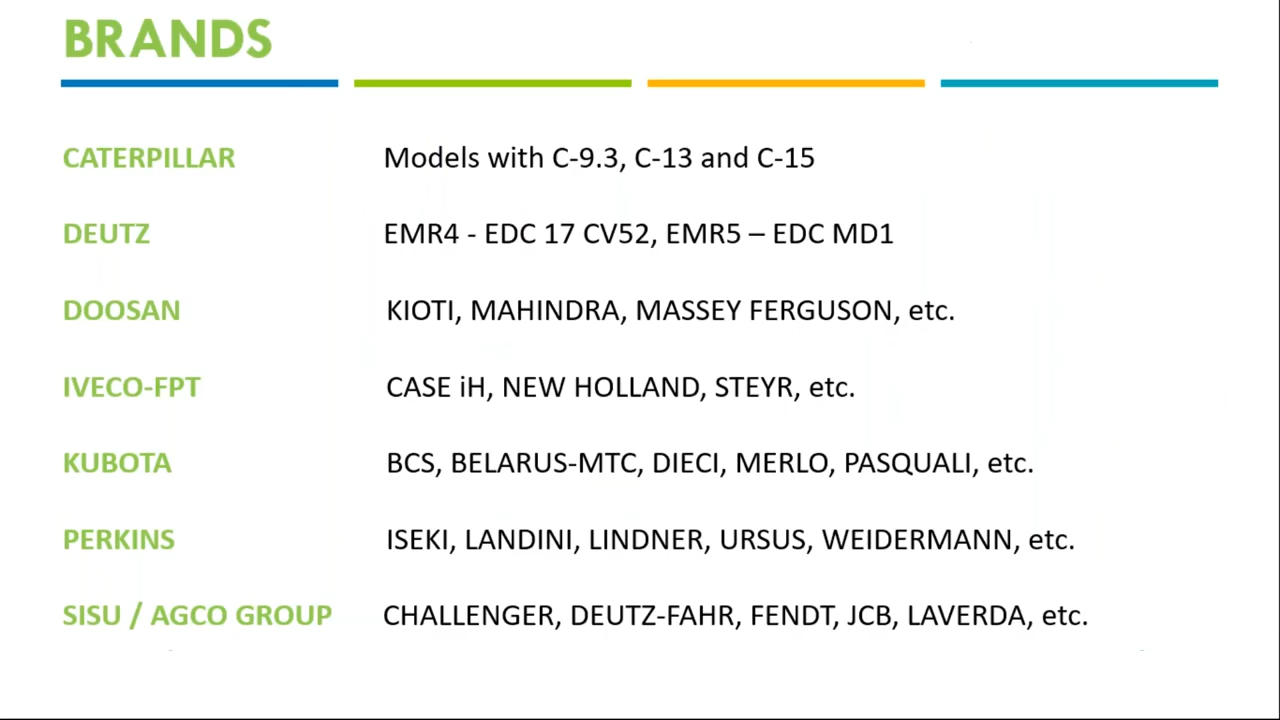 BRANDS
CATERPILLAR Models with C-9.3, C-13 and C-15
DEUTZ EMR4 - EDC 17 CV52, EMR5 – EDC MD1
DOOSAN KIOTI, MAHINDRA, MASSEY FERGUSON, etc.
IVECO-FPT CASE iH, NEW HOLLAND, STEYR, etc.
KUBOTA BCS, BELARUS-MTC, DIECI, MERLO, PASQUALI, etc.
PERKINS ISEKI, LANDINI, LINDNER, URSUS, WEIDERMANN, etc.
SISU / AGCO GROUP CHALLENGER, DEUTZ-FAHR, FENDT, JCB, LAVERDA, etc.